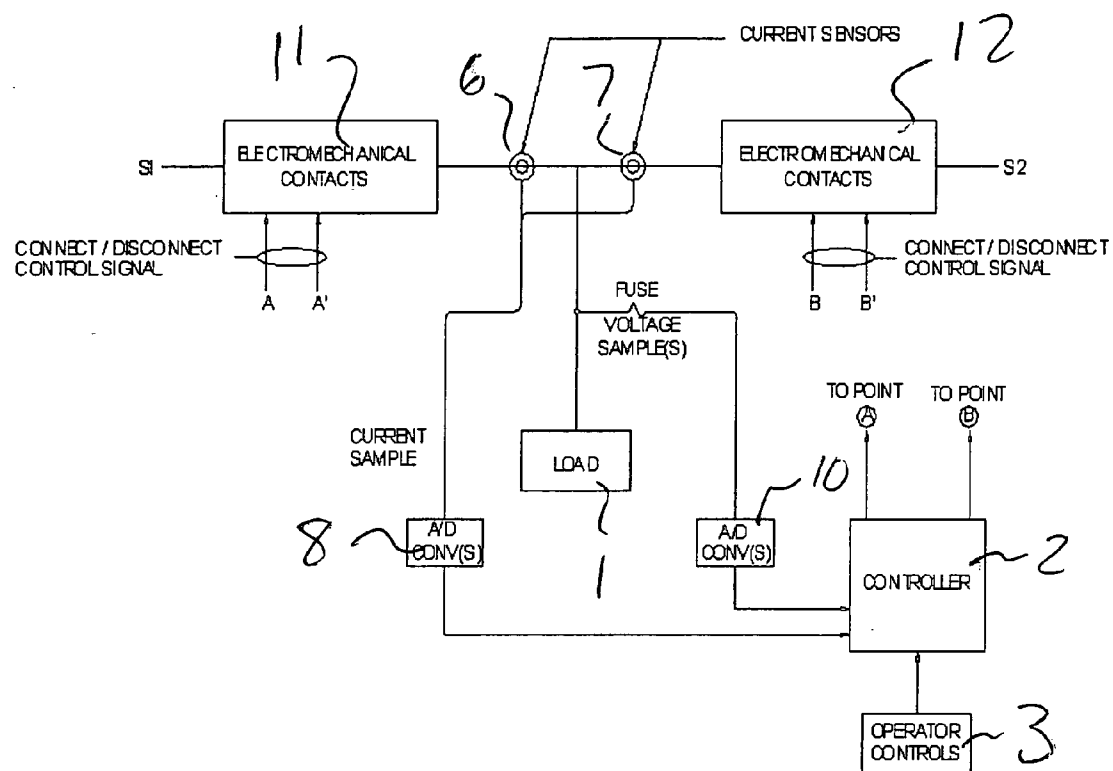 CURRENT SENSORS
11
6
7
12
S1
ELECTROMECHANICAL
CONTACTS
ELECTROMECHANICAL
CONTACTS
S2
CONNECT / DISCONNECT
CONTROL SIGNAL
A
A'
B
B'
CONNECT / DISCONNECT
CONTROL SIGNAL
FUSE
VOLTAGE
SAMPLE(S)
TO POINT
A
TO POINT
B
CURRENT
SAMPLE
LOAD
1
8
A/D
CONV(S)
10
A/D
CONV(S)
CONTROLLER
2
OPERATOR
CONTROLS
3